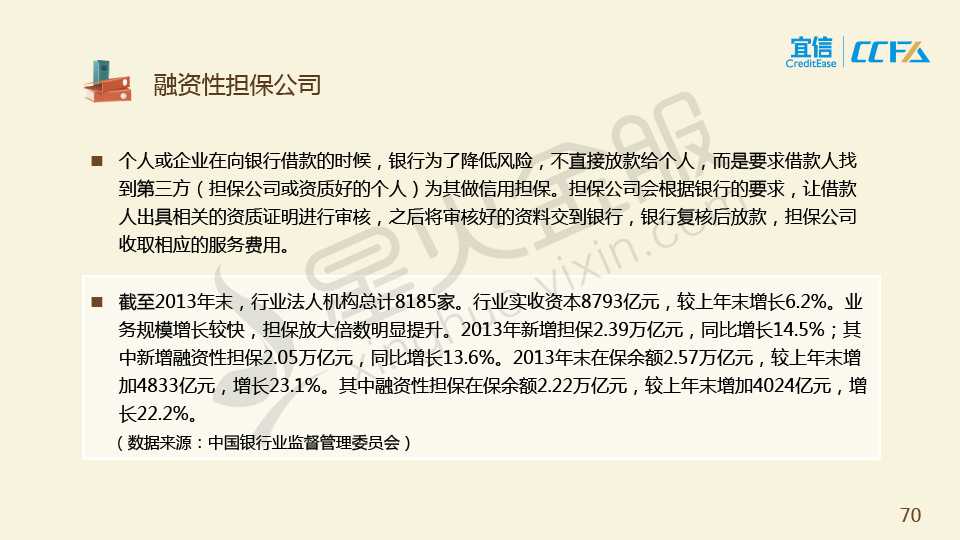 宜信
CreditEase
CCFA
融资性担保公司
■ 个人或企业在向银行借款的时候，银行为了降低风险，不直接放款给个人，而是要求借款人找
到第三方（担保公司或资质好的个人）为其做信用担保。担保公司会根据银行的要求，让借款
人出具相关的资质证明进行审核，之后将审核好的资料交到银行，银行复核后放款，担保公司
收取相应的服务费用。
■ 截至2013年末，行业法人机构总计8185家。行业实收资本8793亿元，较上年末增长6.2%。业
务规模增长较快，担保放大倍数明显提升。2013年新增担保2.39万亿元，同比增长14.5%；其
中新增融资性担保2.05万亿元，同比增长13.6%。2013年末在保余额2.57万亿元，较上年末增
加4833亿元，增长23.1%。其中融资性担保在保余额2.22万亿元，较上年末增加4024亿元，增
长22.2%。
（数据来源：中国银行业监督管理委员会）
星火金服
xinghuo.yixin.com
70